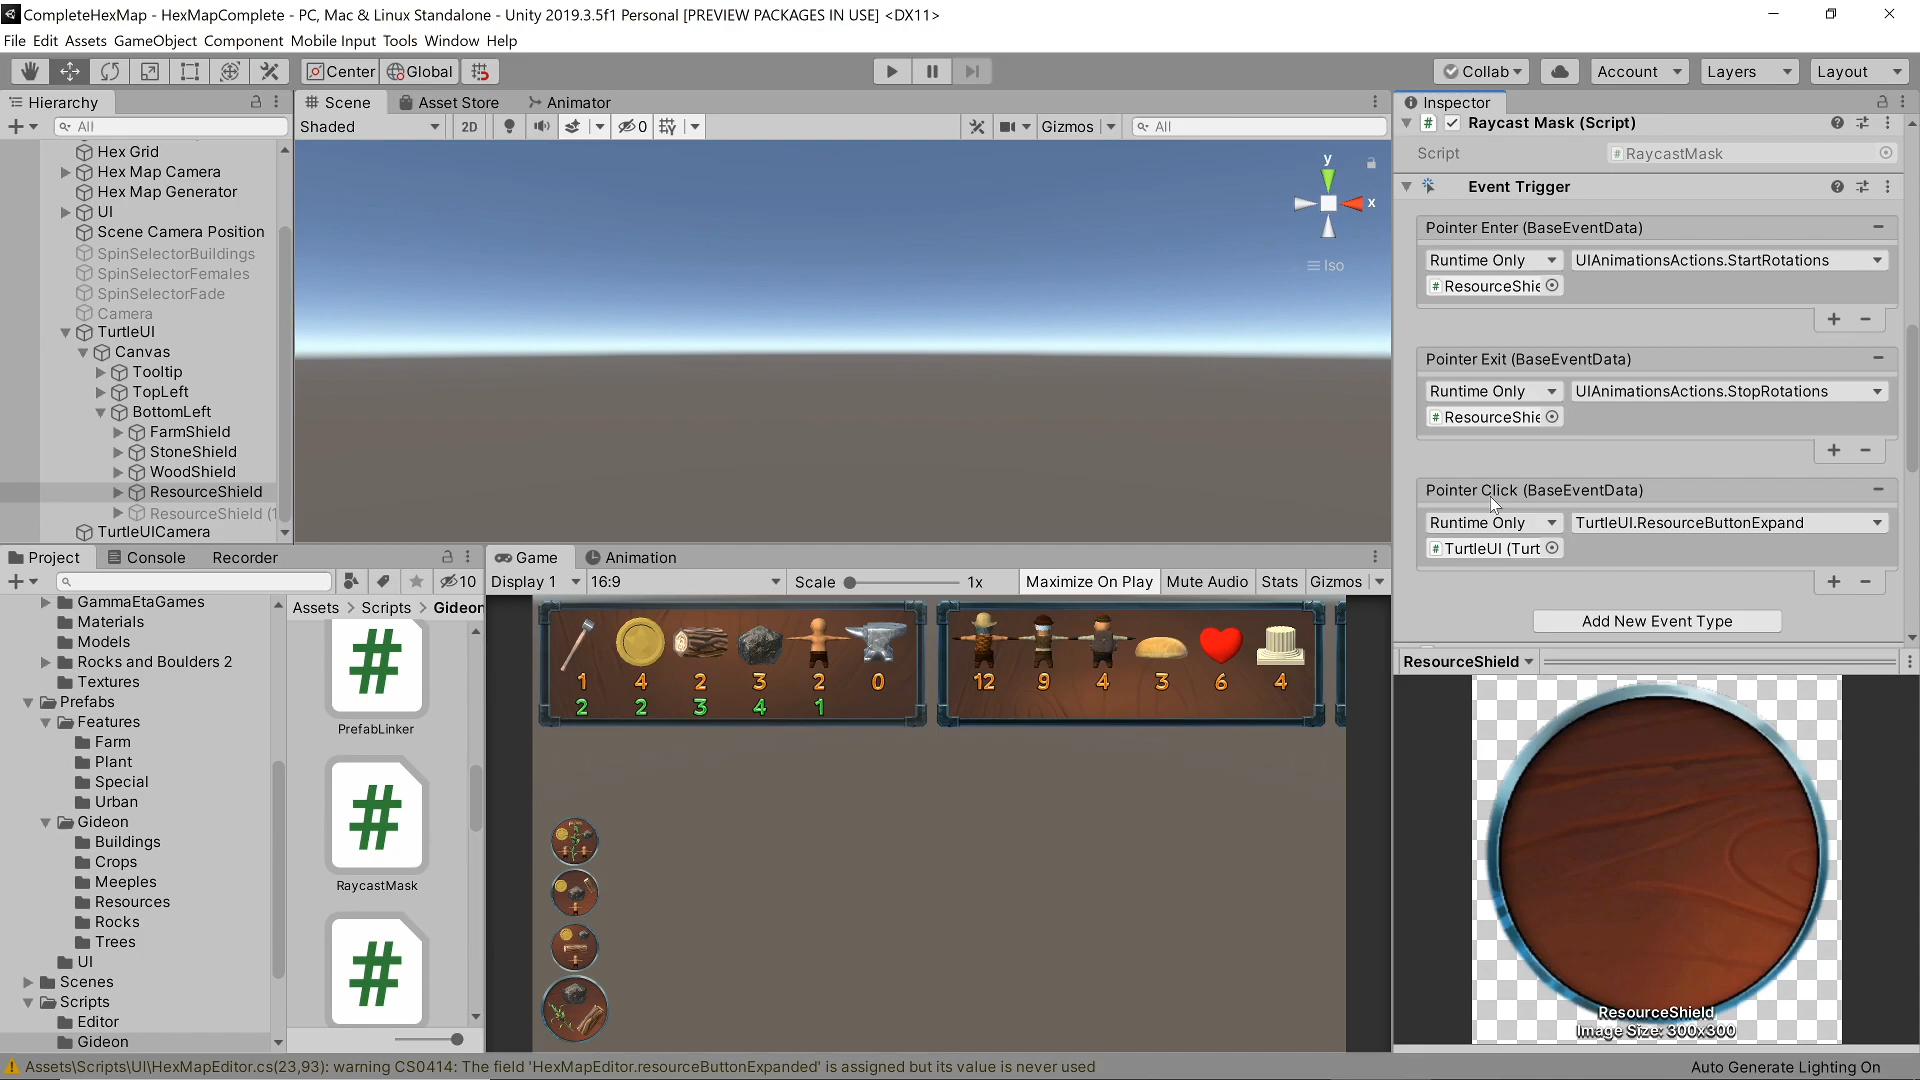 CompleteHexMap - HexMapComplete - PC, Mac & Linux Standalone - Unity 2019.3.5f1 Personal [PREVIEW PACKAGES IN USE] <DX11>
File Edit Assets GameObject Component Mobile Input Tools Window Help
Center Global Collab Account Layers Layout
Hierarchy
All
Hex Grid
Hex Map Camera
Hex Map Generator
UI
Scene Camera Position
SpinSelectorBuildings
SpinSelectorFemales
SpinSelectorFade
Camera
TurtleUI
Canvas
Tooltip
TopLeft
BottomLeft
FarmShield
StoneShield
WoodShield
ResourceShield
ResourceShield (1
TurtleUICamera
Scene Asset Store Animator
Shaded 2D 0 Gizmos All
y
x
Iso
Inspector
Raycast Mask (Script)
Script RaycastMask
Event Trigger
Pointer Enter (BaseEventData)
Runtime Only UIAnimationsActions.StartRotations
ResourceShie
Pointer Exit (BaseEventData)
Runtime Only UIAnimationsActions.StopRotations
ResourceShie
Pointer Click (BaseEventData)
Runtime Only TurtleUI.ResourceButtonExpand
TurtleUI (Turt
Add New Event Type
ResourceShield
ResourceShield
Image Size: 300x300
Project Console Recorder
10
GammaEtaGames
Materials
Models
Rocks and Boulders 2
Textures
Prefabs
Features
Farm
Plant
Special
Urban
Gideon
Buildings
Crops
Meeples
Resources
Rocks
Trees
UI
Scenes
Scripts
Editor
Gideon
Assets > Scripts > Gideon
PrefabLinker
RaycastMask
Game Animation
Display 1 16:9 Scale 1x Maximize On Play Mute Audio Stats Gizmos
1 4 2 3 2 0
2 2 3 4 1
12 9 4 3 6 4
Assets\Scripts\UI\HexMapEditor.cs(23,93): warning CS0414: The field 'HexMapEditor.resourceButtonExpanded' is assigned but its value is never used
Auto Generate Lighting On